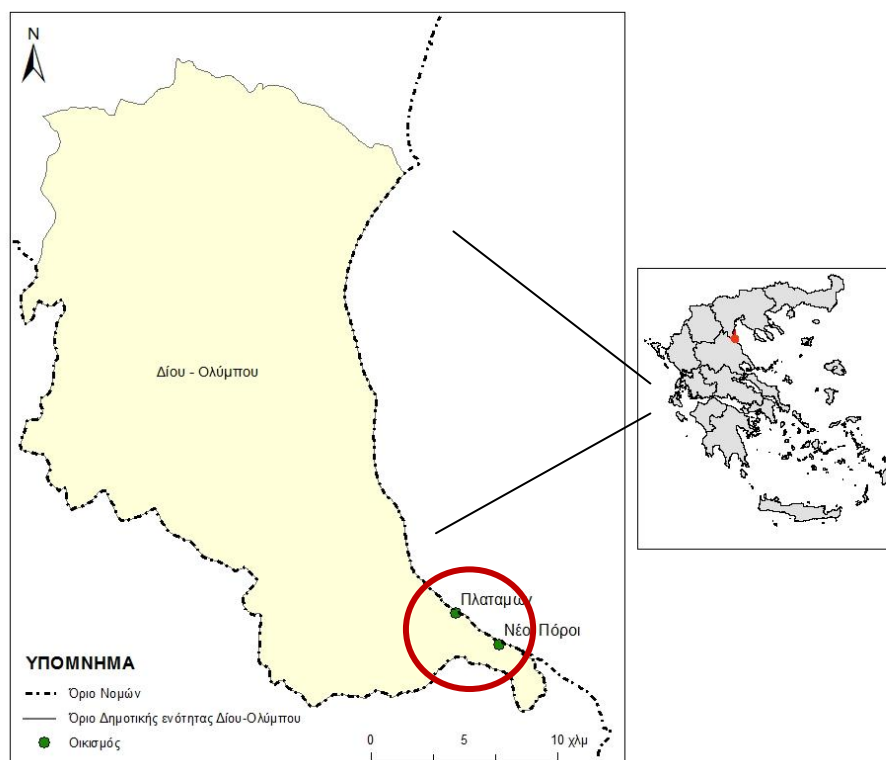 N
Δίου - Ολύμπου
Πλαταμών
Νέοι Πόροι
ΥΠΟΜΝΗΜΑ
Όριο Νομών
Όριο Δημοτικής ενότητας Δίου-Ολύμπου
Οικισμός
0 5 10 χλμ